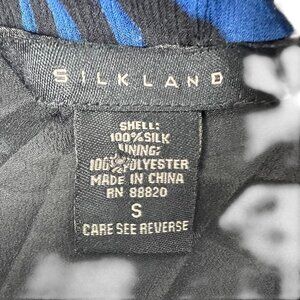 SILKLAND
SHELL:
100% SILK
LINING:
100% POLYESTER
MADE IN CHINA
RN 88820
S
CARE SEE REVERSE